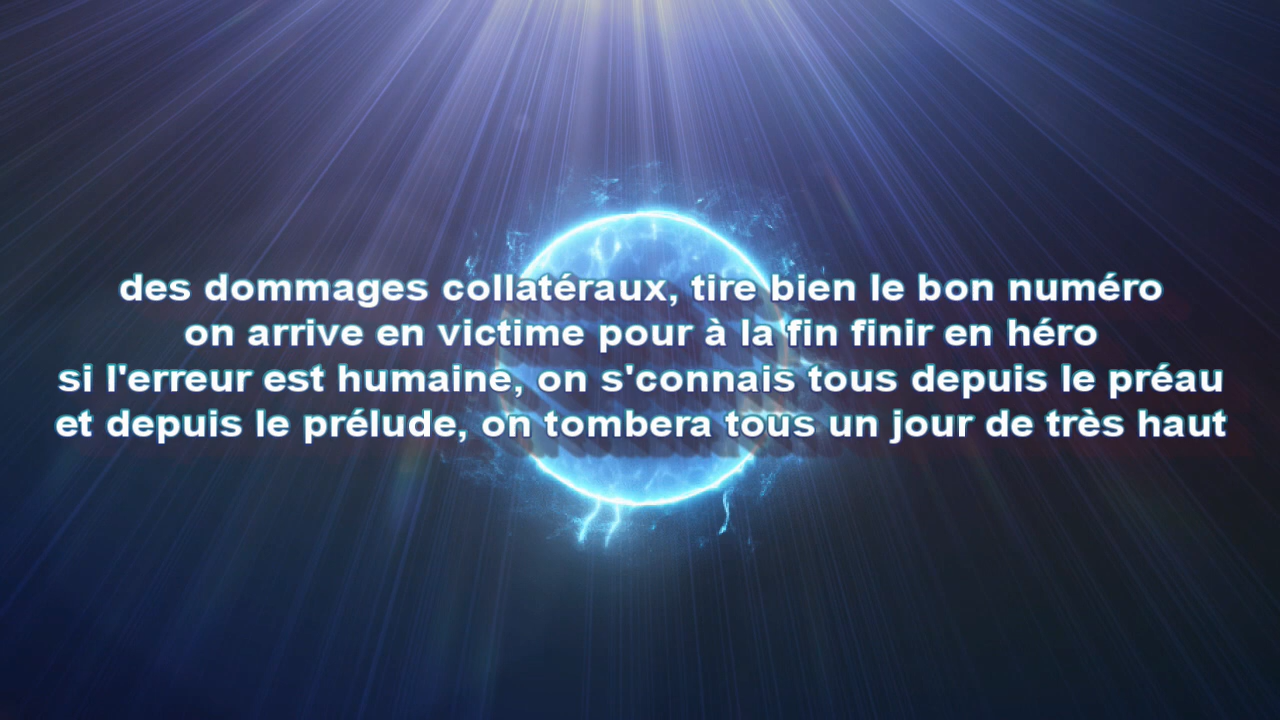 des dommages collatéraux, tire bien le bon numéro
on arrive en victime pour à la fin finir en héro
si l'erreur est humaine, on s'connais tous depuis le préau
et depuis le prélude, on tombera tous un jour de très haut